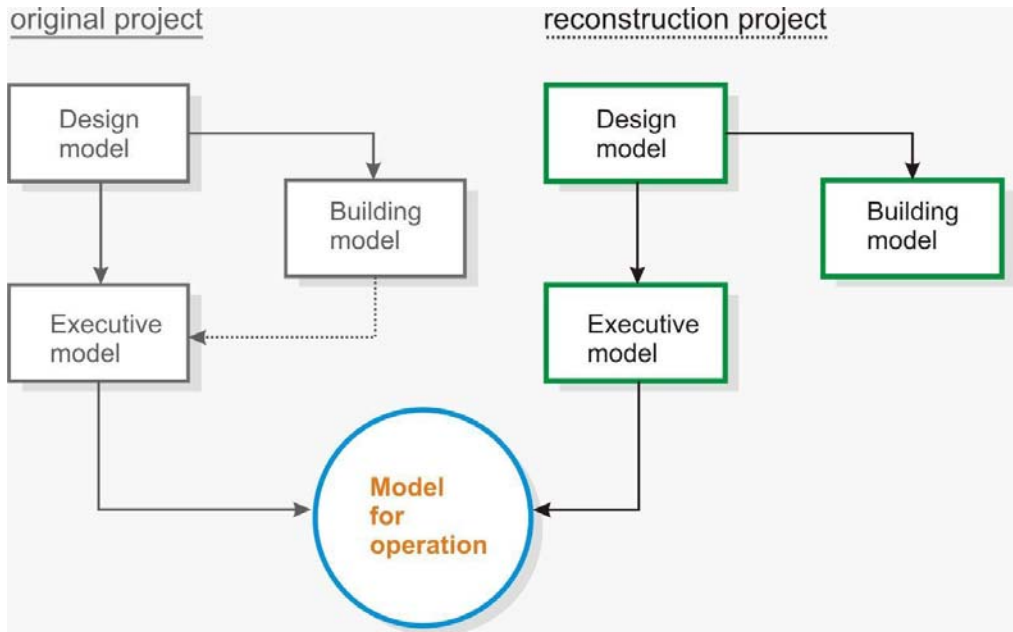 original project
reconstruction project
Design
model
Building
model
Executive
model
Design
model
Building
model
Executive
model
Model
for
operation